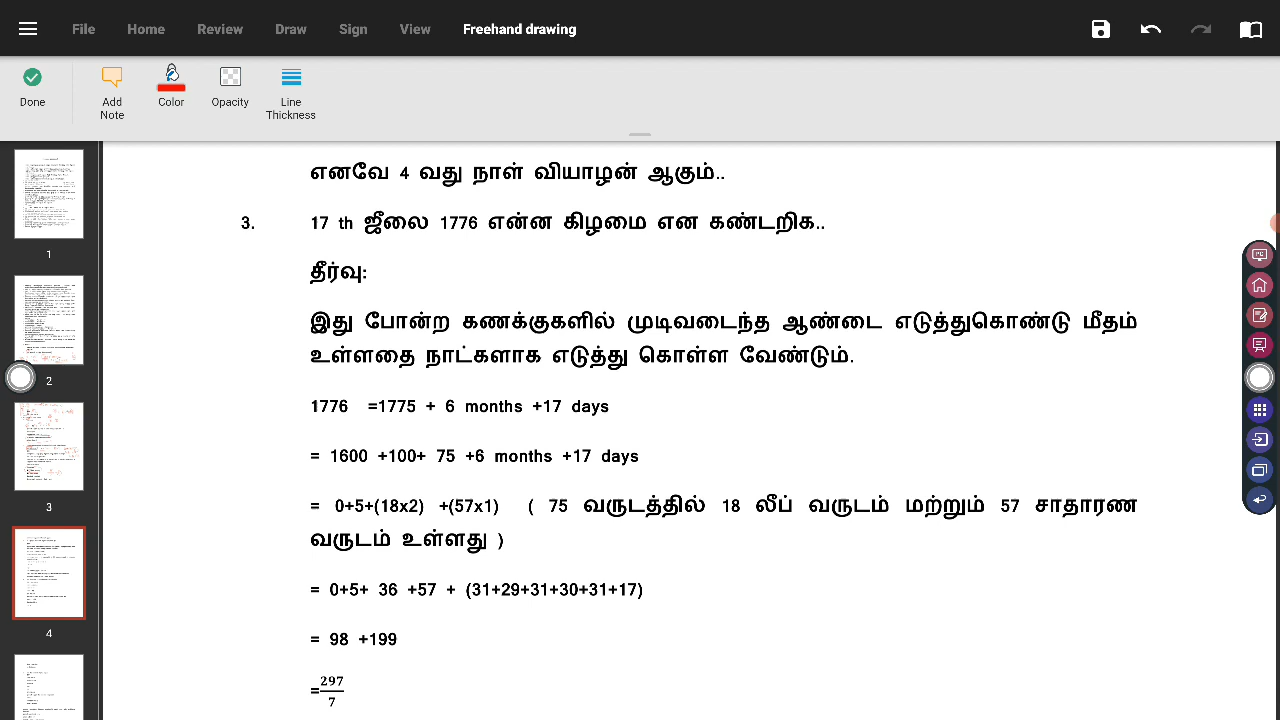 File Home Review Draw Sign View Freehand drawing
Done Add Note Color Opacity Line Thickness
எனவே 4 வது நாள் வியாழன் ஆகும்..
3. 17 th ஜீலை 1776 என்ன கிழமை என கண்டறிக..
தீர்வு:
இது போன்ற கணக்குகளில் முடிவடைந்த ஆண்டை எடுத்துகொண்டு மீதம்
உள்ளதை நாட்களாக எடுத்து கொள்ள வேண்டும்.
1776 =1775 + 6 months +17 days
= 1600 +100+ 75 +6 months +17 days
= 0+5+(18x2) +(57x1) ( 75 வருடத்தில் 18 லீப் வருடம் மற்றும் 57 சாதாரண
வருடம் உள்ளது )
= 0+5+ 36 +57 + (31+29+31+30+31+17)
= 98 +199
=297/7
1
2
3
4